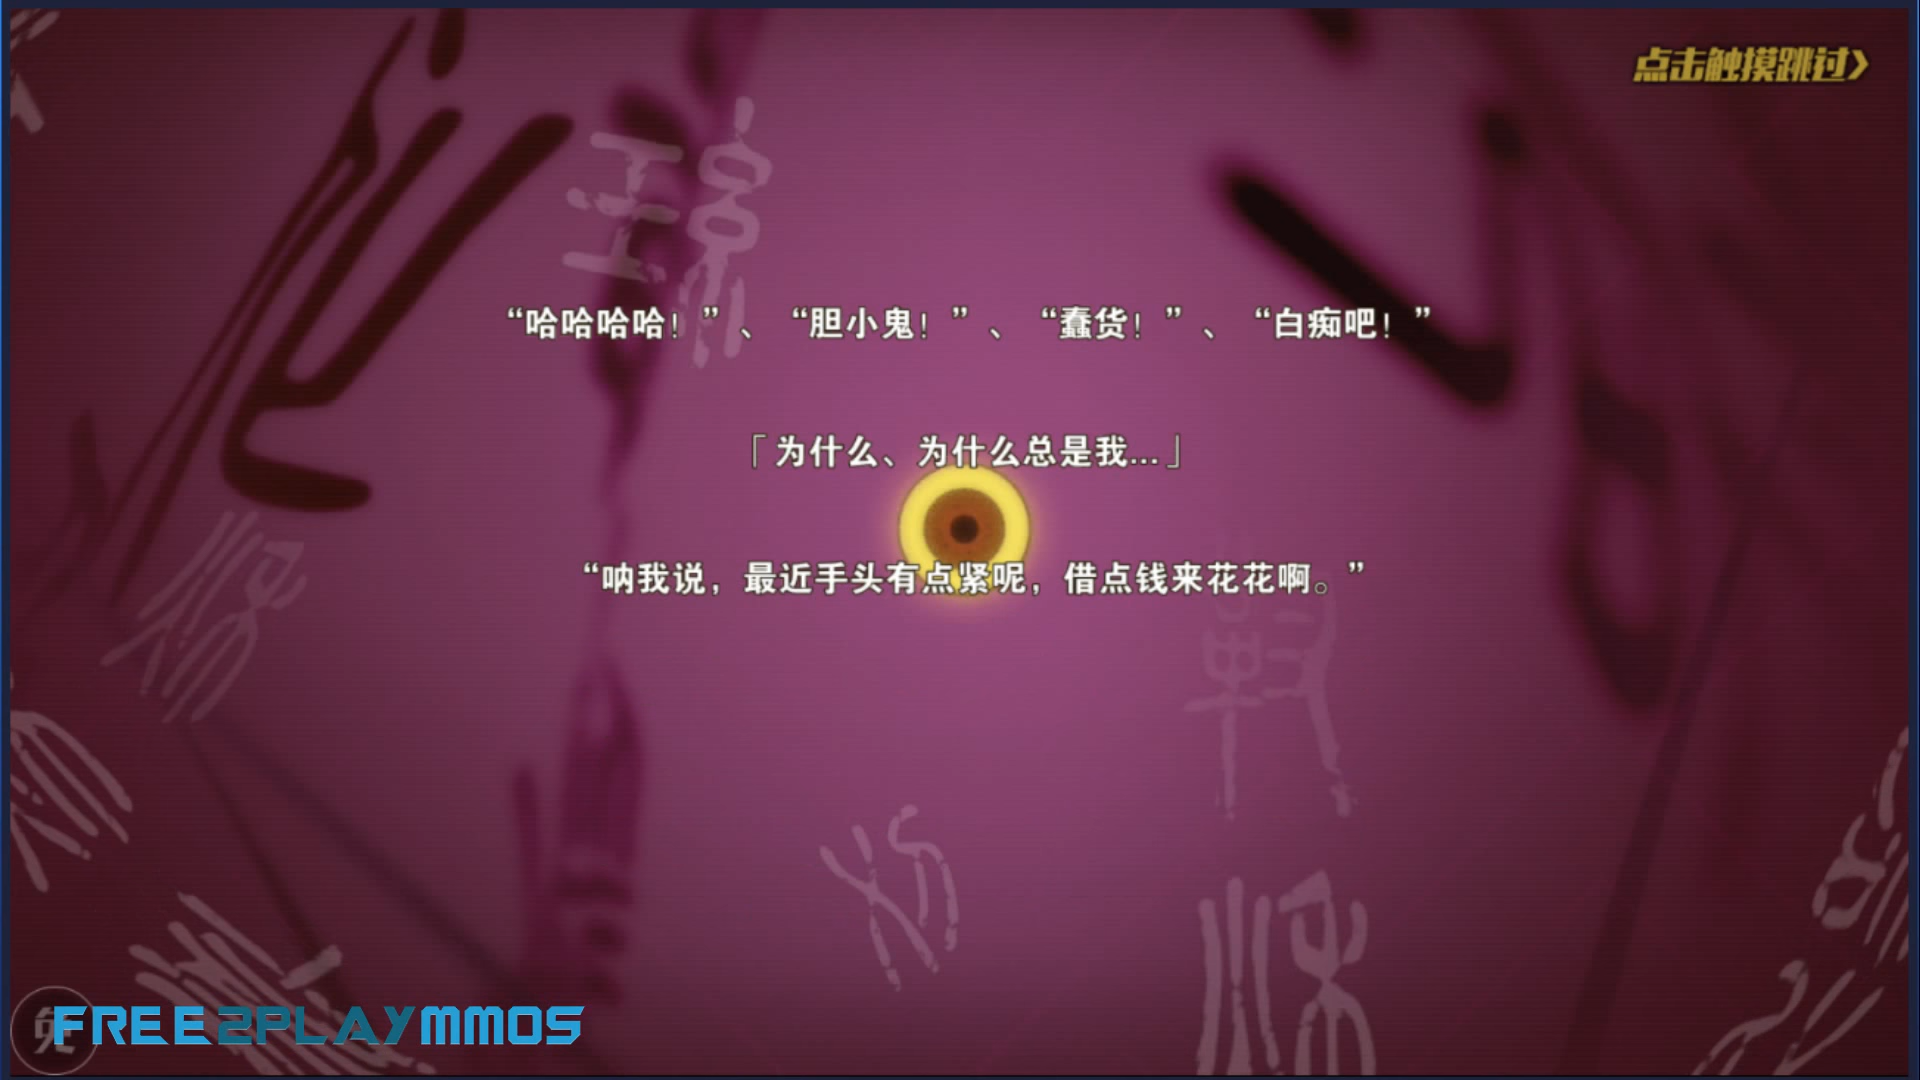 点击触摸跳过
“哈哈哈哈！”、“胆小鬼！”、“蠢货！”、“白痴吧！”
「为什么、为什么总是我...」
“呐我说，最近手头有点紧呢，借点钱来花花啊。”
FREE2PLAYMMOS